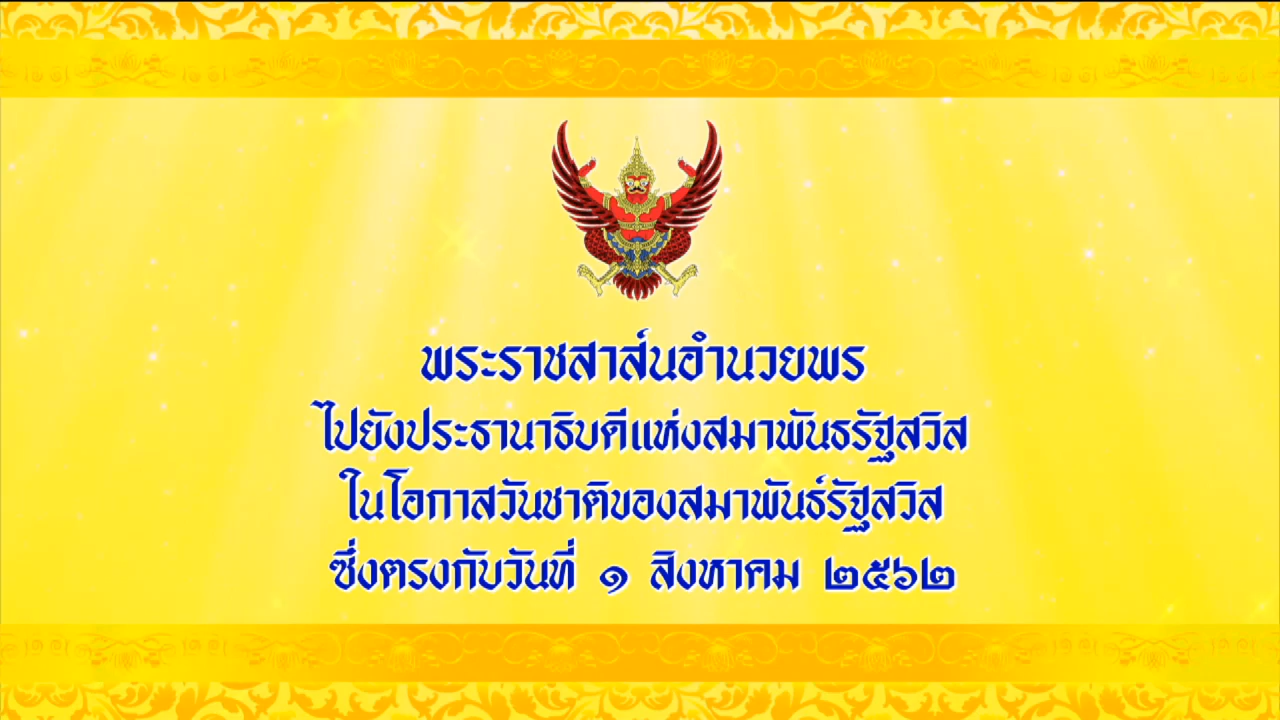 พระราชสาส์นอำนวยพร
ไปยังประธานาธิบดีแห่งสมาพันธรัฐสวิส
ในโอกาสวันชาติของสมาพันธ์รัฐสวิส
ซึ่งตรงกับวันที่ ๑ สิงหาคม ๒๕๖๒